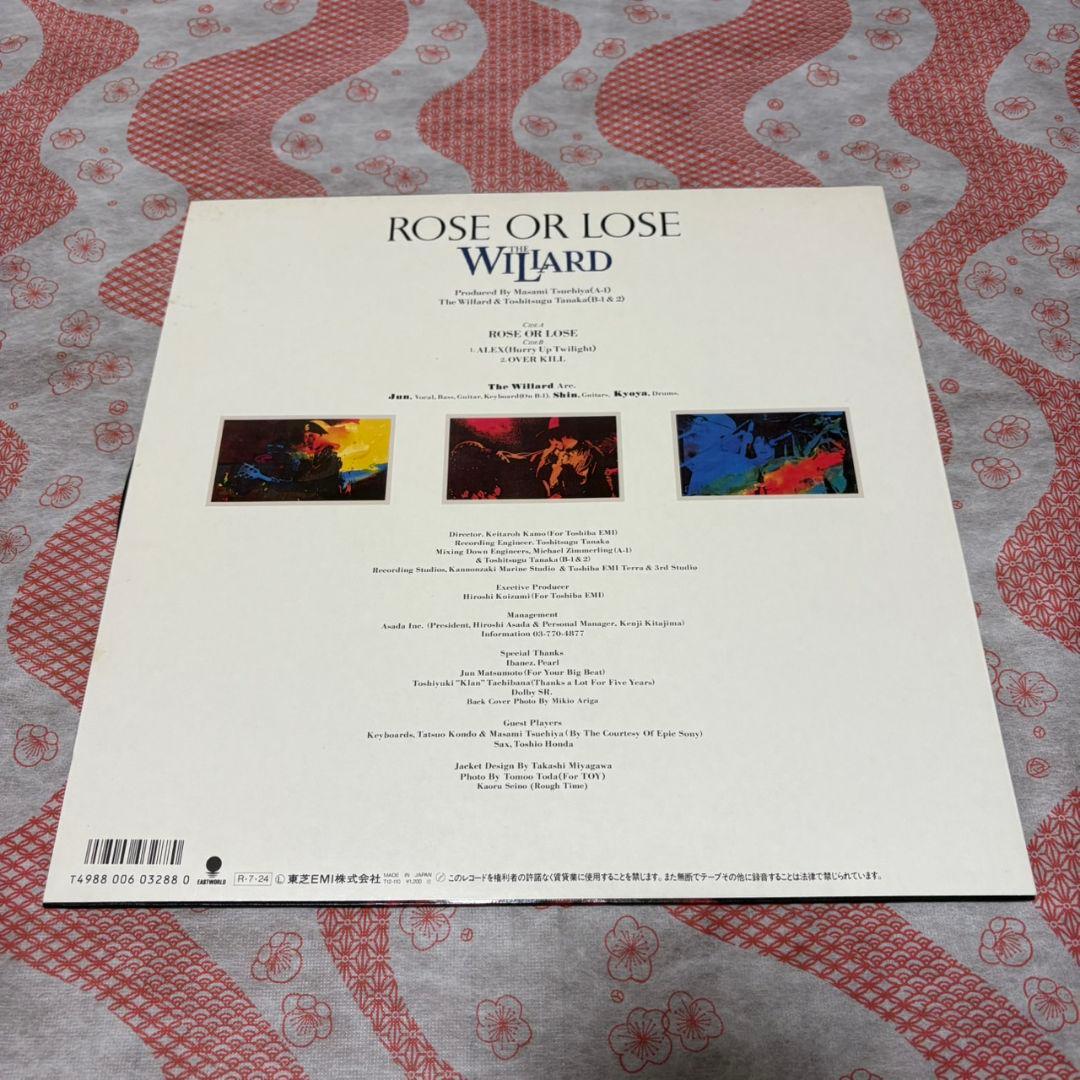 ROSE OR LOSE
THE
WILLARD
Produced By Masami Tsuchiya(A-1)
The Willard & Toshitsugu Tanaka(B-1 & 2)
CIDE.A
ROSE OR LOSE
CIDE.B
1. ALEX(Hurry Up Twilight)
2. OVER KILL
The Willard Are.
Jun, Vocal, Bass, Guitar, Keyboard(On B-1), Shin, Guitars, Kyoya, Drums.
Director, Keitaroh Kamo(For Toshiba EMI)
Recording Engineer, Toshitsugu Tanaka
Mixing Down Engineers, Michael Zimmerling(A-1)
& Toshitsugu Tanaka(B-1 & 2)
Recording Studios, Kannonzaki Marine Studio & Toshiba EMI Terra & 3rd Studio
Exective Producer
Hiroshi Koizumi(For Toshiba EMI)
Management
Asada Inc. (President, Hiroshi Asada & Personal Manager, Kenji Kitajima)
Information 03-770-4877
Special Thanks
Ibanez, Pearl
Jun Matsumoto(For Your Big Beat)
Toshiyuki "Klan" Tachibana(Thanks a Lot For Five Years)
Dolby SR.
Back Cover Photo By Mikio Ariga
Guest Players
Keyboards, Tatsuo Kondo & Masami Tsuchiya(By The Courtesy Of Epic Sony)
Sax, Toshio Honda
Jacket Design By Takashi Miyagawa
Photo By Tomoo Toda(For TOY)
Kaoru Seino (Rough Time)
T4988 006 03288 0
EASTWORLD
R-7-24 Ⓛ 東芝EMI株式会社 MADE IN JAPAN
T12-1110 ¥1,200
このレコードを権利者の許諾なく賃貸業に使用することを禁じます。また無断でテープその他に録音することは法律で禁じられています。